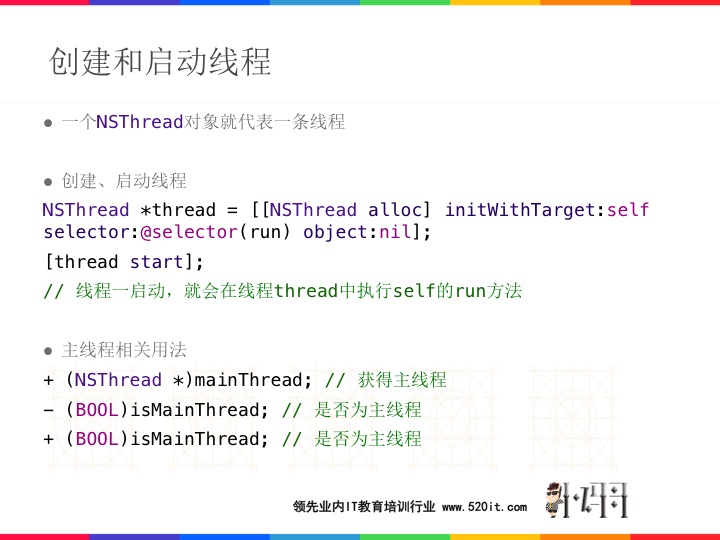 创建和启动线程
● 一个NSThread对象就代表一条线程
● 创建、启动线程
NSThread *thread = [[NSThread alloc] initWithTarget:self
selector:@selector(run) object:nil];
[thread start];
// 线程一启动，就会在线程thread中执行self的run方法
● 主线程相关用法
+ (NSThread *)mainThread; // 获得主线程
- (BOOL)isMainThread; // 是否为主线程
+ (BOOL)isMainThread; // 是否为主线程
领先业内IT教育培训行业 www.520it.com
小码哥